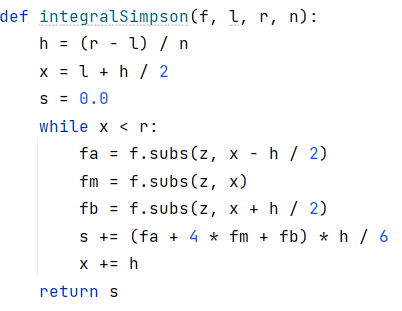 def integralSimpson(f, l, r, n):
    h = (r - l) / n
    x = l + h / 2
    s = 0.0
    while x < r:
        fa = f.subs(z, x - h / 2)
        fm = f.subs(z, x)
        fb = f.subs(z, x + h / 2)
        s += (fa + 4 * fm + fb) * h / 6
        x += h
    return s